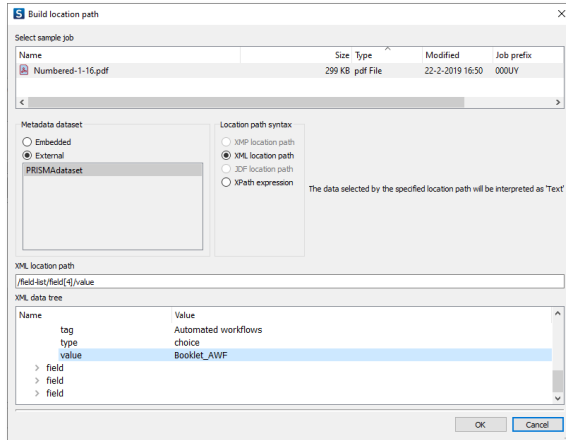 S Build location path
Select sample job
Name Size Type Modified Job prefix
Numbered-1-16.pdf 299 KB pdf File 22-2-2019 16:50 000UY
Metadata dataset
Embedded
External
PRISMAdataset
Location path syntax
XMP location path
XML location path
JDF location path
XPath expression
The data selected by the specified location path will be interpreted as 'Text'
XML location path
/field-list/field[4]/value
XML data tree
Name Value
tag Automated workflows
type choice
value Booklet_AWF
field
field
field
OK Cancel